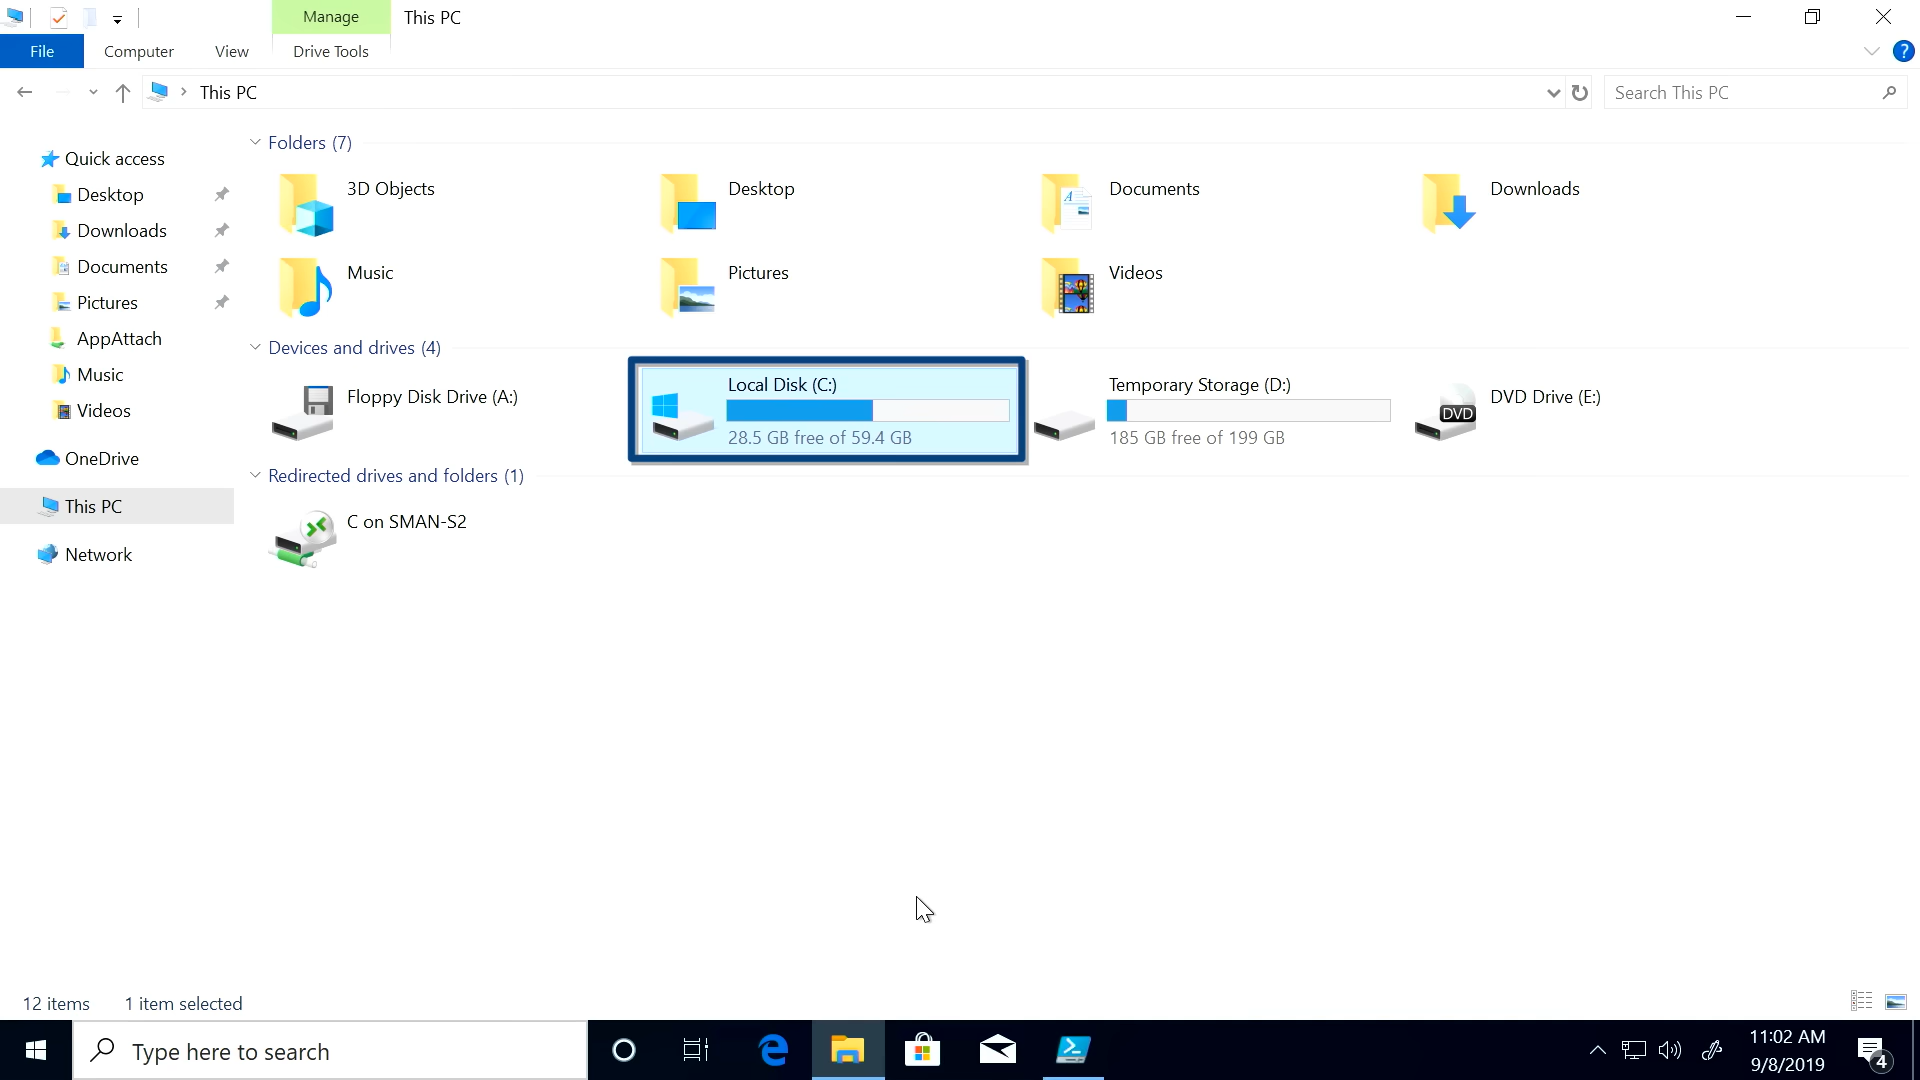 Manage
This PC
File
Computer
View
Drive Tools
This PC
Search This PC
Quick access
Desktop
Downloads
Documents
Pictures
AppAttach
Music
Videos
OneDrive
This PC
Network
Folders (7)
3D Objects
Desktop
Documents
Downloads
Music
Pictures
Videos
Devices and drives (4)
Floppy Disk Drive (A:)
Local Disk (C:)
28.5 GB free of 59.4 GB
Temporary Storage (D:)
185 GB free of 199 GB
DVD
DVD Drive (E:)
Redirected drives and folders (1)
C on SMAN-S2
12 items
1 item selected
Type here to search
11:02 AM
9/8/2019
4